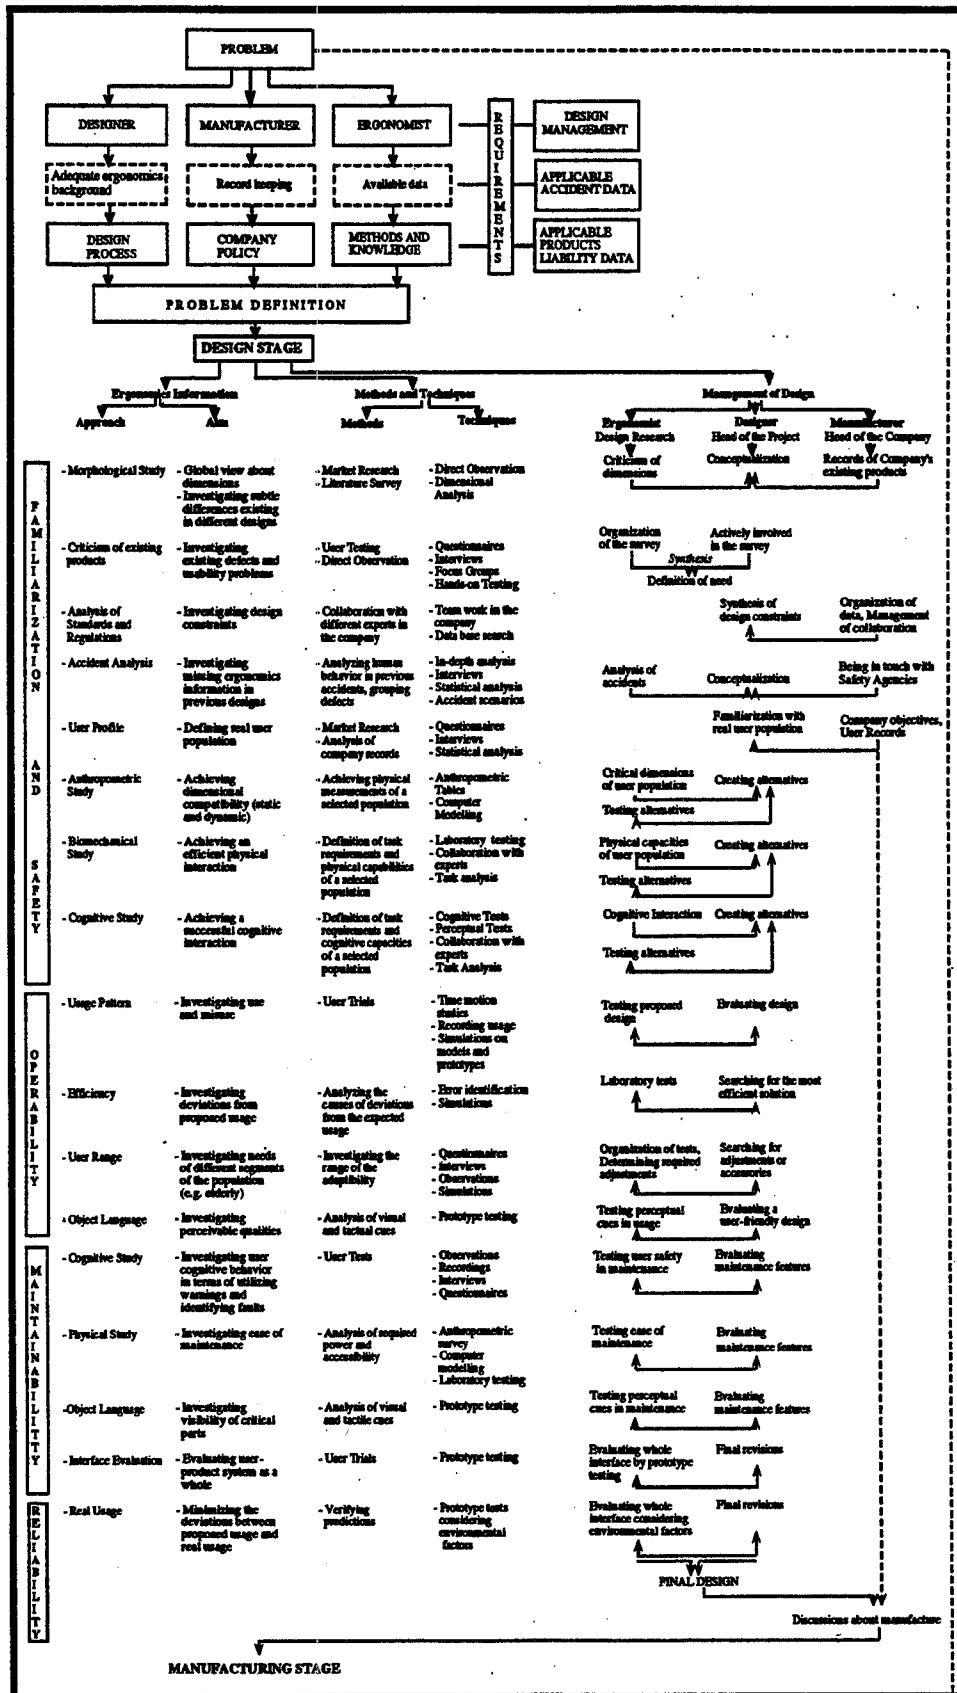 PROBLEM
DESIGNER
MANUFACTURER
ERGONOMIST
Adequate ergonomics
background
Record keeping
Available data
DESIGN
PROCESS
COMPANY
POLICY
METHODS AND
KNOWLEDGE
REQUIREMENTS
DESIGN
MANAGEMENT
APPLICABLE
ACCIDENT DATA
APPLICABLE
PRODUCTS
LIABILITY DATA
PROBLEM DEFINITION
DESIGN STAGE
Ergonomics Information
Methods and Techniques
Management of Design
Approach
Aim
Methods
Techniques
Ergonomist
Design Research
Designer
Head of the Project
Manufacturer
Head of the Company
FAMILIARIZATION AND SAFETY
- Morphological Study
- Global view about
dimensions
- Investigating subtle
differences existing
in different designs
- Market Research
- Literature Survey
- Direct Observation
- Dimensional
Analysis
Criticism of
dimensions
Conceptualization
Records of Company's
existing products
- Criticism of existing
products
- Investigating
existing defects and
usability problems
- User Testing
- Direct Observation
- Questionnaires
- Interviews
- Focus Groups
- Hands-on Testing
Organization
of the survey
Actively involved
in the survey
Synthesis
Definition of need
- Analysis of
Standards and
Regulations
- Investigating design
constraints
- Collaboration with
different experts in
the company
- Team work in the
company
- Data base search
Synthesis of
design constraints
Organization of
data, Management
of collaboration
- Accident Analysis
- Investigating
missing ergonomics
information in
previous designs
- Analyzing human
behavior in previous
accidents, grouping
defects
- In-depth analysis
- Interviews
- Statistical analysis
- Accident scenarios
Analysis of
accidents
Conceptualization
Being in touch with
Safety Agencies
- User Profile
- Defining real user
population
- Market Research
- Analysis of
company records
- Questionnaires
- Interviews
- Statistical analysis
Familiarization with
real user population
Company objectives,
User Records
- Anthropometric
Study
- Achieving
dimensional
compatibility (static
and dynamic)
- Achieving physical
measurements of a
selected population
- Anthropometric
Tables
- Computer
Modelling
Critical dimensions
of user population
Creating alternatives
Testing alternatives
- Biomechanical
Study
- Achieving an
efficient physical
interaction
- Definition of task
requirements and
physical capabilities
of a selected
population
- Laboratory testing
- Collaboration with
experts
- Task analysis
Physical capacities
of user population
Creating alternatives
Testing alternatives
- Cognitive Study
- Achieving a
successful cognitive
interaction
- Definition of task
requirements and
cognitive capacities
of a selected
population
- Cognitive Tests
- Perceptual Tests
- Collaboration with
experts
- Task Analysis
Cognitive Interaction
Creating alternatives
Testing alternatives
OPERABILITY
- Usage Pattern
- Investigating use
and misuse
- User Trials
- Time motion
studies
- Recording usage
- Simulations on
models and
prototypes
Testing proposed
design
Evaluating design
- Efficiency
- Investigating
deviations from
proposed usage
- Analyzing the
causes of deviations
from the expected
usage
- Error identification
- Simulations
Laboratory tests
Searching for the most
efficient solution
- User Range
- Investigating needs
of different segments
of the population
(e.g. elderly)
- Investigating the
range of the
adaptibility
- Questionnaires
- interviews
- Observations
- Simulations
Organization of tests,
Determining required
adjustments
Searching for
adjustments or
accessories
- Object Language
- Investigating
perceivable qualities
- Analysis of visual
and tactual cues
- Prototype testing
Testing perceptual
cues in usage
Evaluating a
user-friendly design
MAINTAINABILITTY
- Cognitive Study
- Investigating user
cognitive behavior
in terms of utilizing
warnings and
identifying faults
- User Tests
- Observations
- Recordings
- Interviews
- Questionnaires
Testing user safety
in maintenance
Evaluating
maintenance features
- Physical Study
- Investigating ease of
maintenance
- Analysis of required
power and
accessibility
- Anthropometric
survey
- Computer
modelling
- Laboratory testing
Testing ease of
maintenance
Evaluating
maintenance features
-Object Language
- Investigating
visibility of critical
parts
- Analysis of visual
and tactile cues
- Prototype testing
Testing perceptual
cues in maintenance
Evaluating
maintenance features
- Interface Evaluation
- Evaluating user-
product system as a
whole
- User Trials
- Prototype testing
Evaluating whole
interface by prototype
testing
Final revisions
RELIABILITY
- Real Usage
- Minimizing the
deviations between
proposed usage and
real usage
- Verifying
predictions
- Prototype tests
considering
environmental
factors
Evaluating whole
interface considering
environmental factors
Final revisions
FINAL DESIGN
Discussions about manufacture
MANUFACTURING STAGE